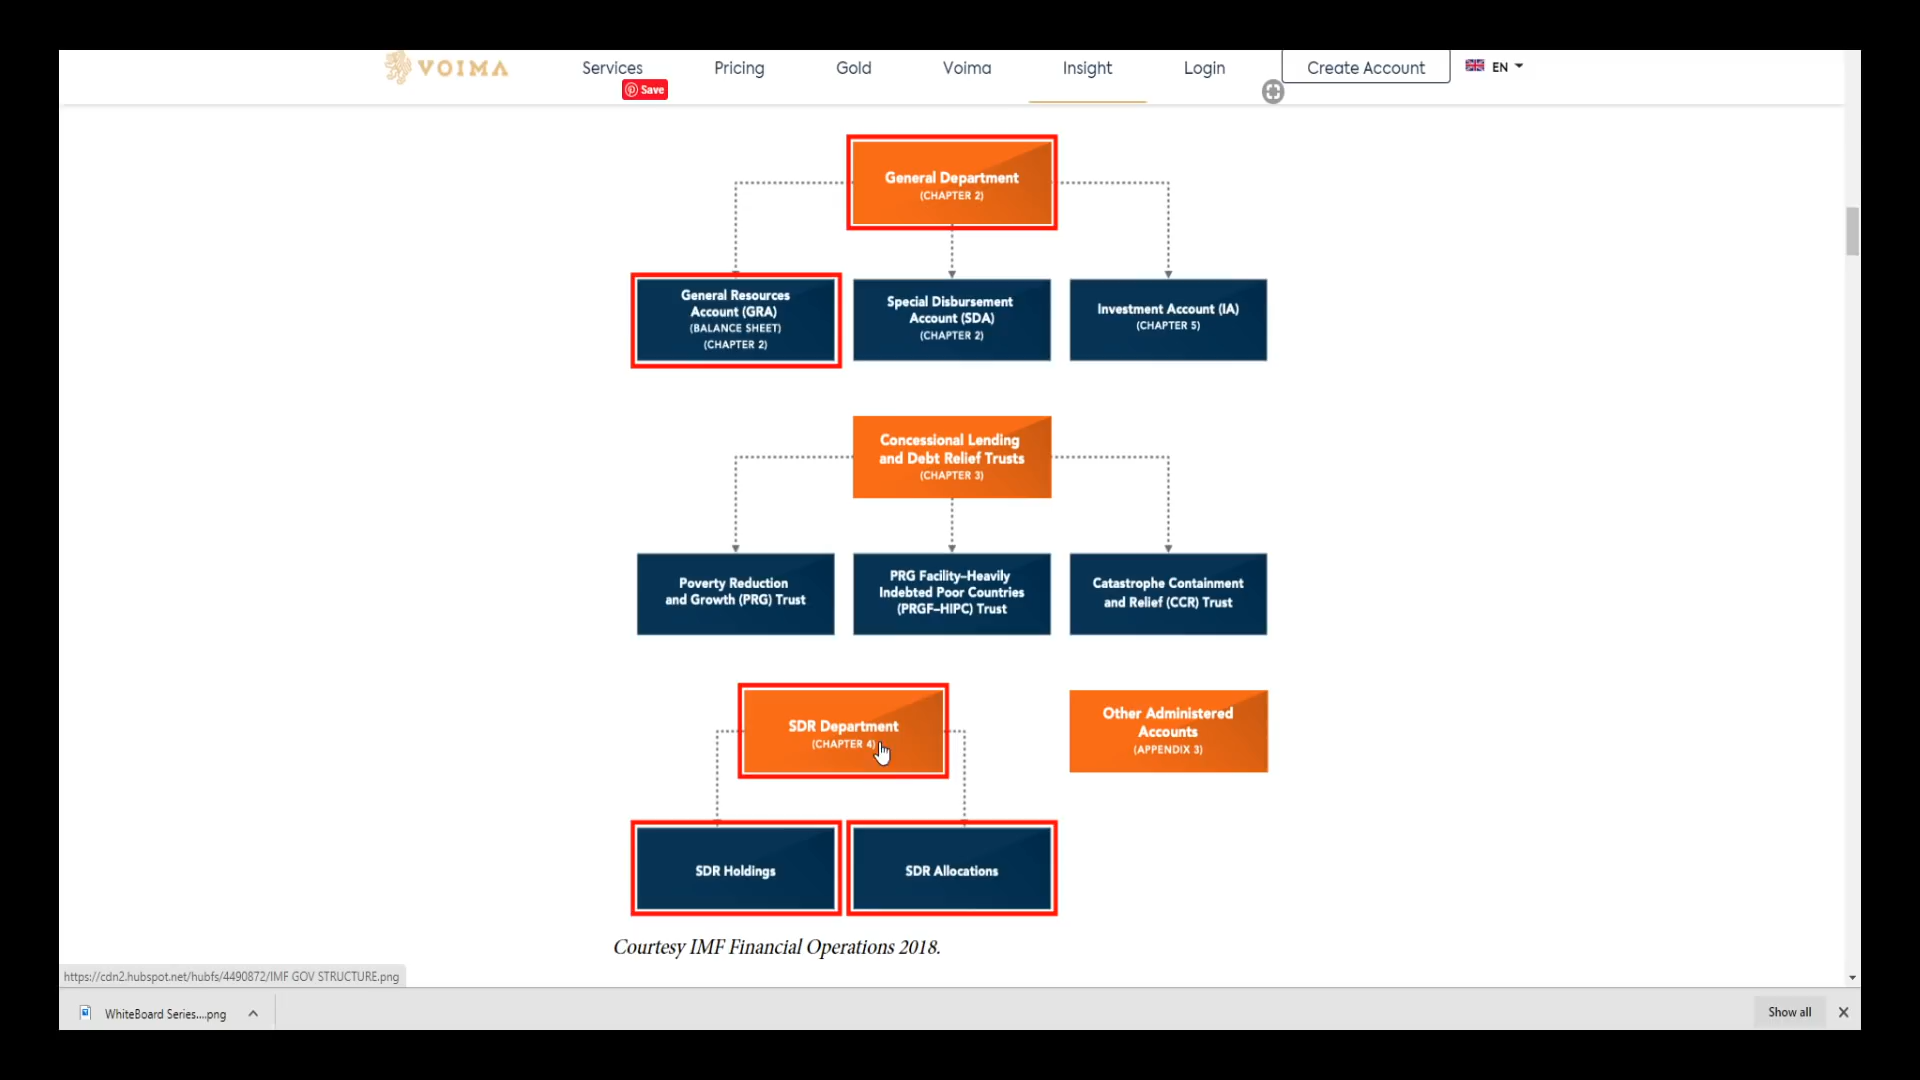 VOIMA
Services
Pricing
Gold
Voima
Insight
Login
Create Account
EN
Save
General Department
(CHAPTER 2)
General Resources
Account (GRA)
(BALANCE SHEET)
(CHAPTER 2)
Special Disbursement
Account (SDA)
(CHAPTER 2)
Investment Account (IA)
(CHAPTER 5)
Concessional Lending
and Debt Relief Trusts
(CHAPTER 3)
Poverty Reduction
and Growth (PRG) Trust
PRG Facility–Heavily
Indebted Poor Countries
(PRGF–HIPC) Trust
Catastrophe Containment
and Relief (CCR) Trust
SDR Department
(CHAPTER 4)
Other Administered
Accounts
(APPENDIX 3)
SDR Holdings
SDR Allocations
Courtesy IMF Financial Operations 2018.
https://cdn2.hubspot.net/hubfs/4490872/IMF GOV STRUCTURE.png
WhiteBoard Series....png
Show all